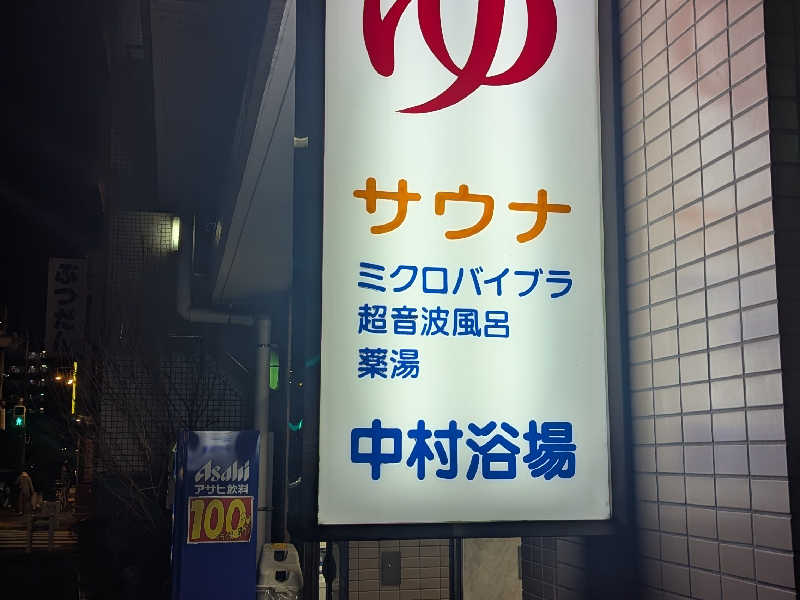 ゆ
サウナ
ミクロバイブラ
超音波風呂
薬湯
中村浴場
Asahi
アサヒ飲料
100